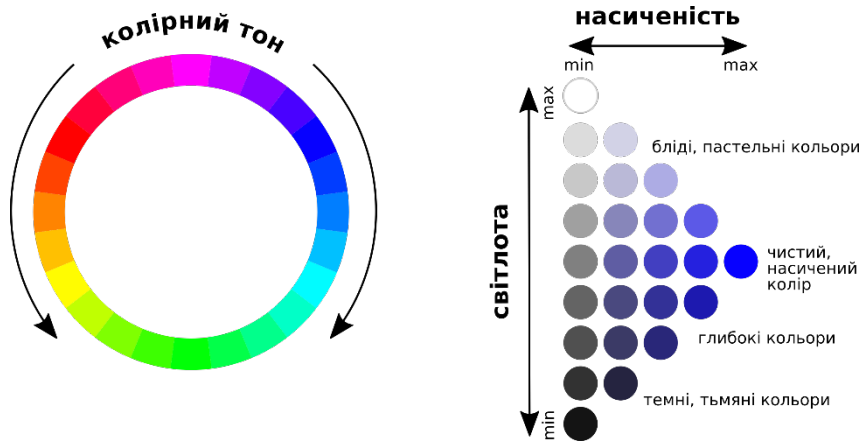 колірний тон
насиченість
min
max
max
світлота
min
бліді, пастельні кольори
чистий,
насичений
колір
глибокі кольори
темні, тьмяні кольори